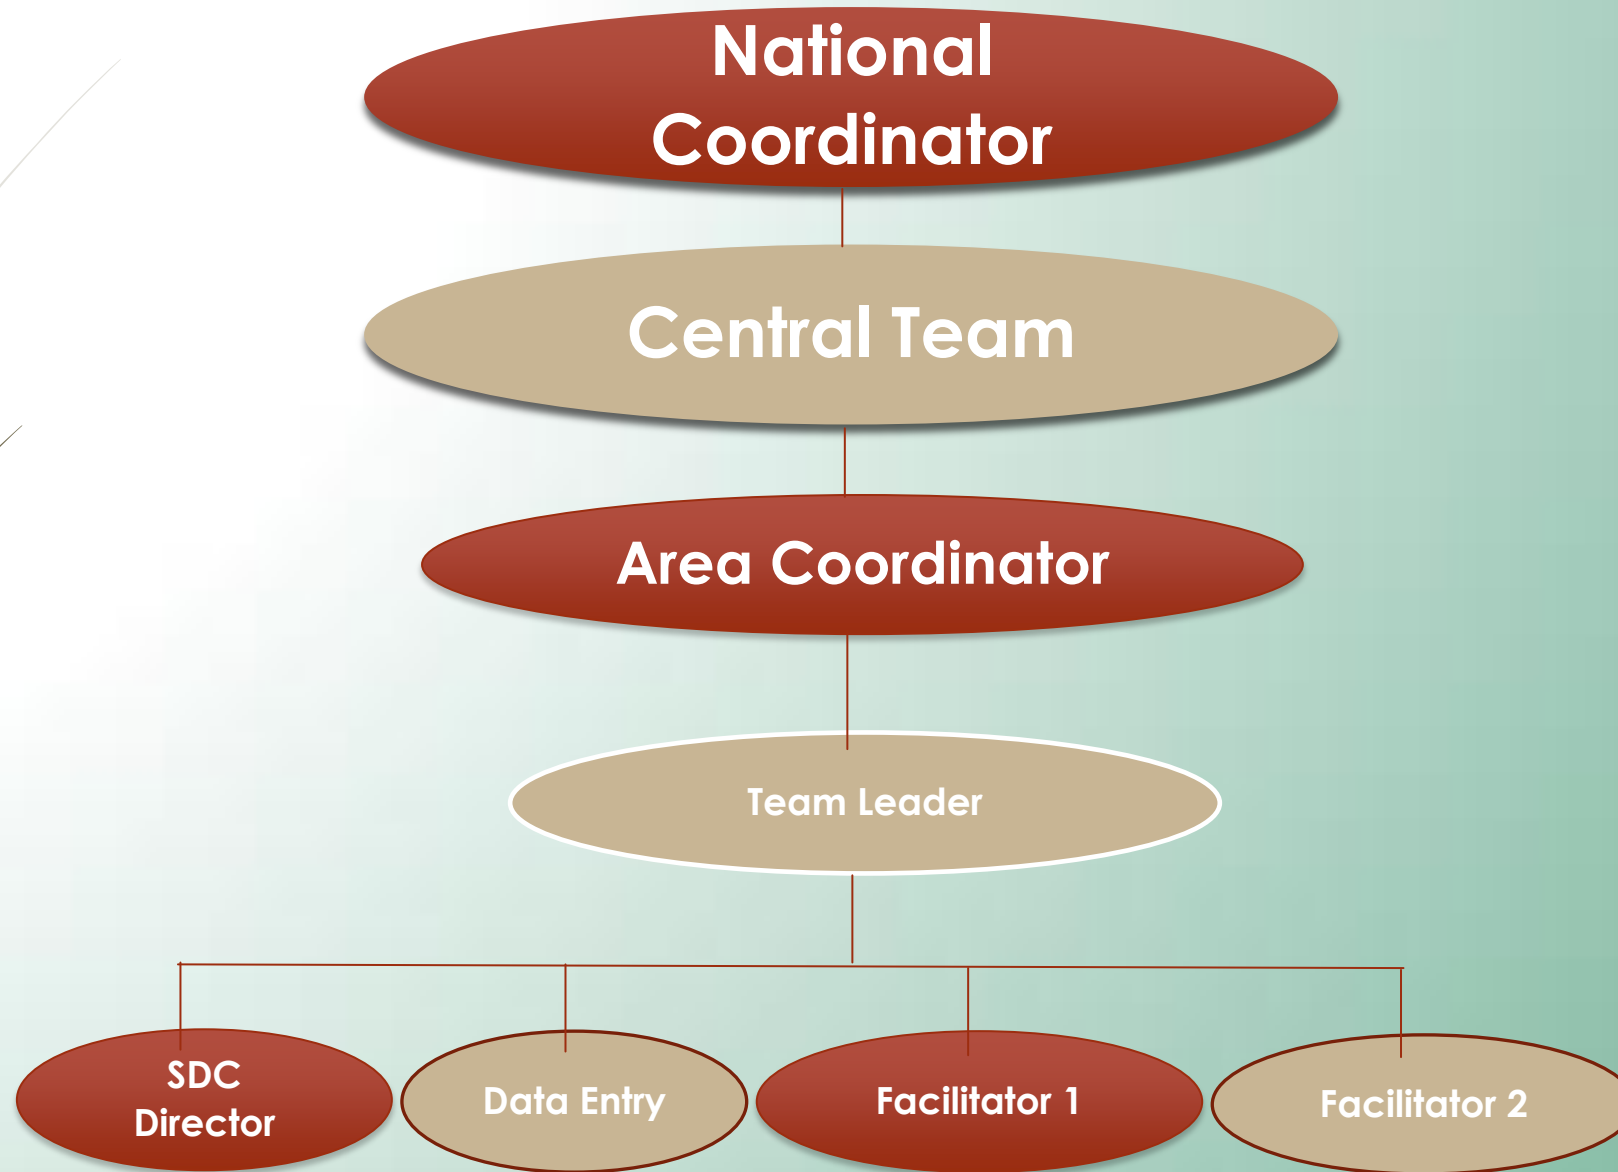 National
Coordinator
Central Team
Area Coordinator
Team Leader
SDC
Director
Data Entry
Facilitator 1
Facilitator 2